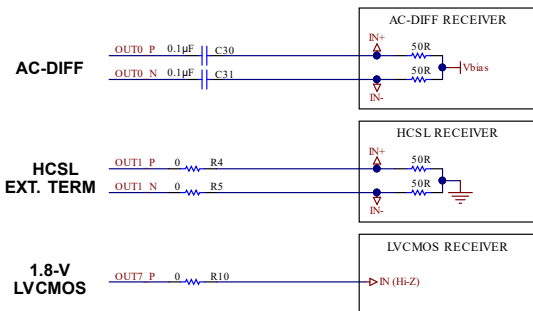 AC-DIFF RECEIVER
IN+
OUT0_P 0.1µF C30 50R
AC-DIFF
Vbias
OUT0_N 0.1µF C31 50R
IN-
HCSL RECEIVER
IN+
HCSL
EXT. TERM
OUT1_P 0 R4 50R
OUT1_N 0 R5 50R
IN-
LVCMOS RECEIVER
1.8-V
LVCMOS
OUT7_P 0 R10 IN (Hi-Z)